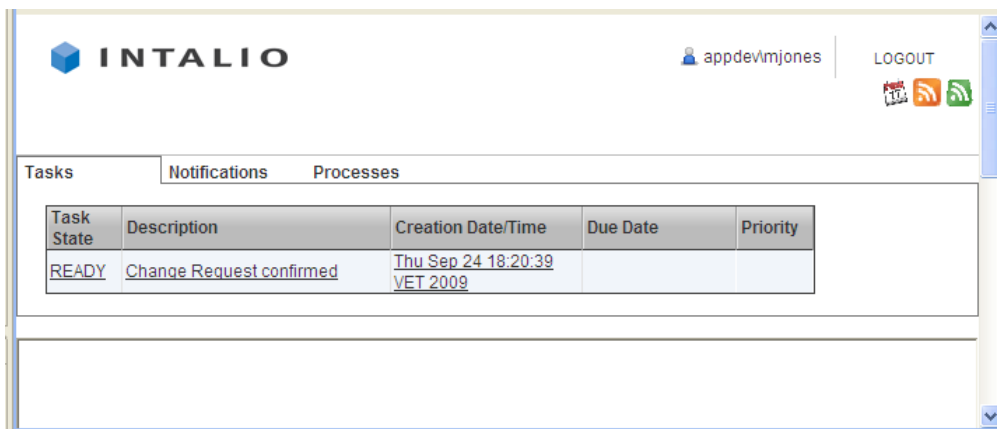 INTALIO
appdev\mjones
LOGOUT
Tasks Notifications Processes
Task State Description Creation Date/Time Due Date Priority
READY Change Request confirmed Thu Sep 24 18:20:39
VET 2009